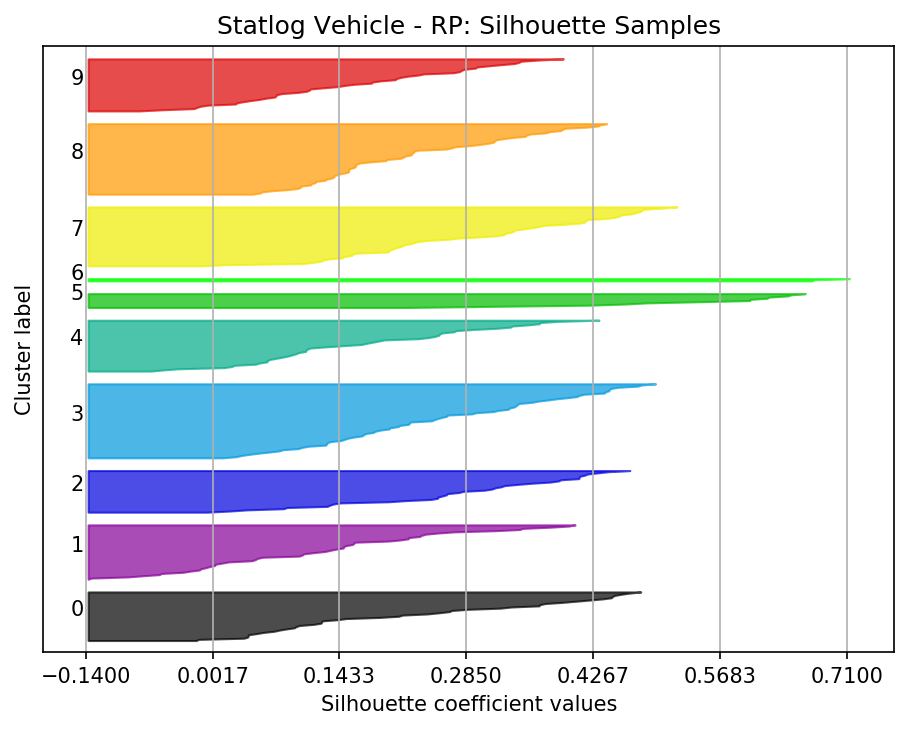 Statlog Vehicle - RP: Silhouette Samples
9
8
7
6
5
4
3
2
1
0
Cluster label
−0.1400 0.0017 0.1433 0.2850 0.4267 0.5683 0.7100
Silhouette coefficient values